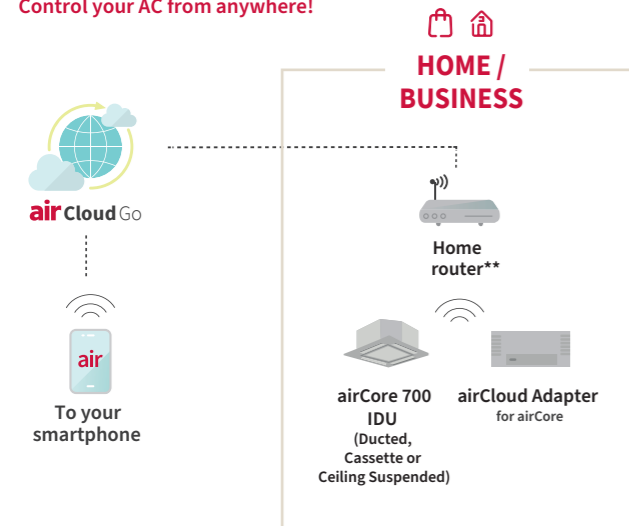 Control your AC from anywhere!
HOME /
BUSINESS
air Cloud Go
Home
router**
air
To your
smartphone
airCore 700
IDU
(Ducted,
Cassette or
Ceiling Suspended)
airCloud Adapter
for airCore